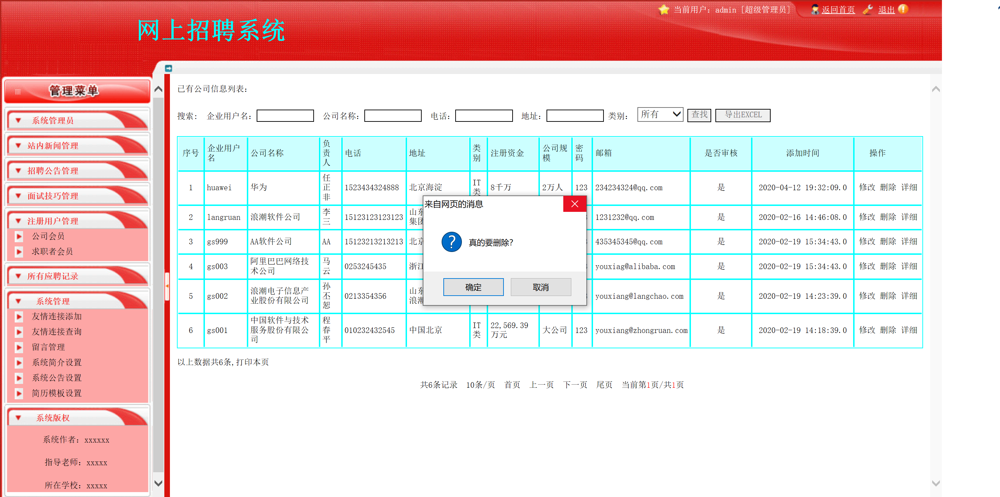 当前用户：admin [超级管理员]
返回首页
退出
网上招聘系统
管理菜单
系统管理员
站内新闻管理
招聘公告管理
面试技巧管理
注册用户管理
公司会员
求职者会员
所有应聘记录
系统管理
友情连接添加
友情连接查询
留言管理
系统简介设置
系统公告设置
简历模板设置
系统版权
系统作者：xxxxxx
指导老师：xxxxx
所在学校：xxxxx
已有公司信息列表：
搜索： 企业用户名： 公司名称： 电话： 地址： 类别： 所有 查找 导出EXCEL
序号 企业用户名 公司名称 负责人 电话 地址 类别 注册资金 公司规模 密码 邮箱 是否审核 添加时间 操作
1 huawei 华为 任正非 1523434324888 北京海淀 IT类 8千万 2万人 123 234234324@qq.com 是 2020-04-12 19:32:09.0 修改 删除 详细
2 langruan 浪潮软件公司 李三 15123123123123 山东 集团 1231232@qq.com 是 2020-02-16 14:46:08.0 修改 删除 详细
3 gs999 AA软件公司 AA 15123213213213 北京 435345345@qq.com 是 2020-02-19 15:34:43.0 修改 删除 详细
4 gs003 阿里巴巴网络技术公司 马云 0253245435 浙江 youxiag@alibaba.com 是 2020-02-19 15:34:43.0 修改 删除 详细
5 gs002 浪潮电子信息产业股份有限公司 孙丕恕 0213354356 山东 浪潮 youxiang@langchao.com 是 2020-02-19 14:23:39.0 修改 删除 详细
6 gs001 中国软件与技术服务股份有限公司 程春平 010232432545 中国北京 IT类 22,569.39万元 大公司 123 youxiang@zhongruan.com 是 2020-02-19 14:18:39.0 修改 删除 详细
来自网页的消息
真的要删除?
确定 取消
以上数据共6条,打印本页
共6条记录 10条/页 首页 上一页 下一页 尾页 当前第1页/共1页